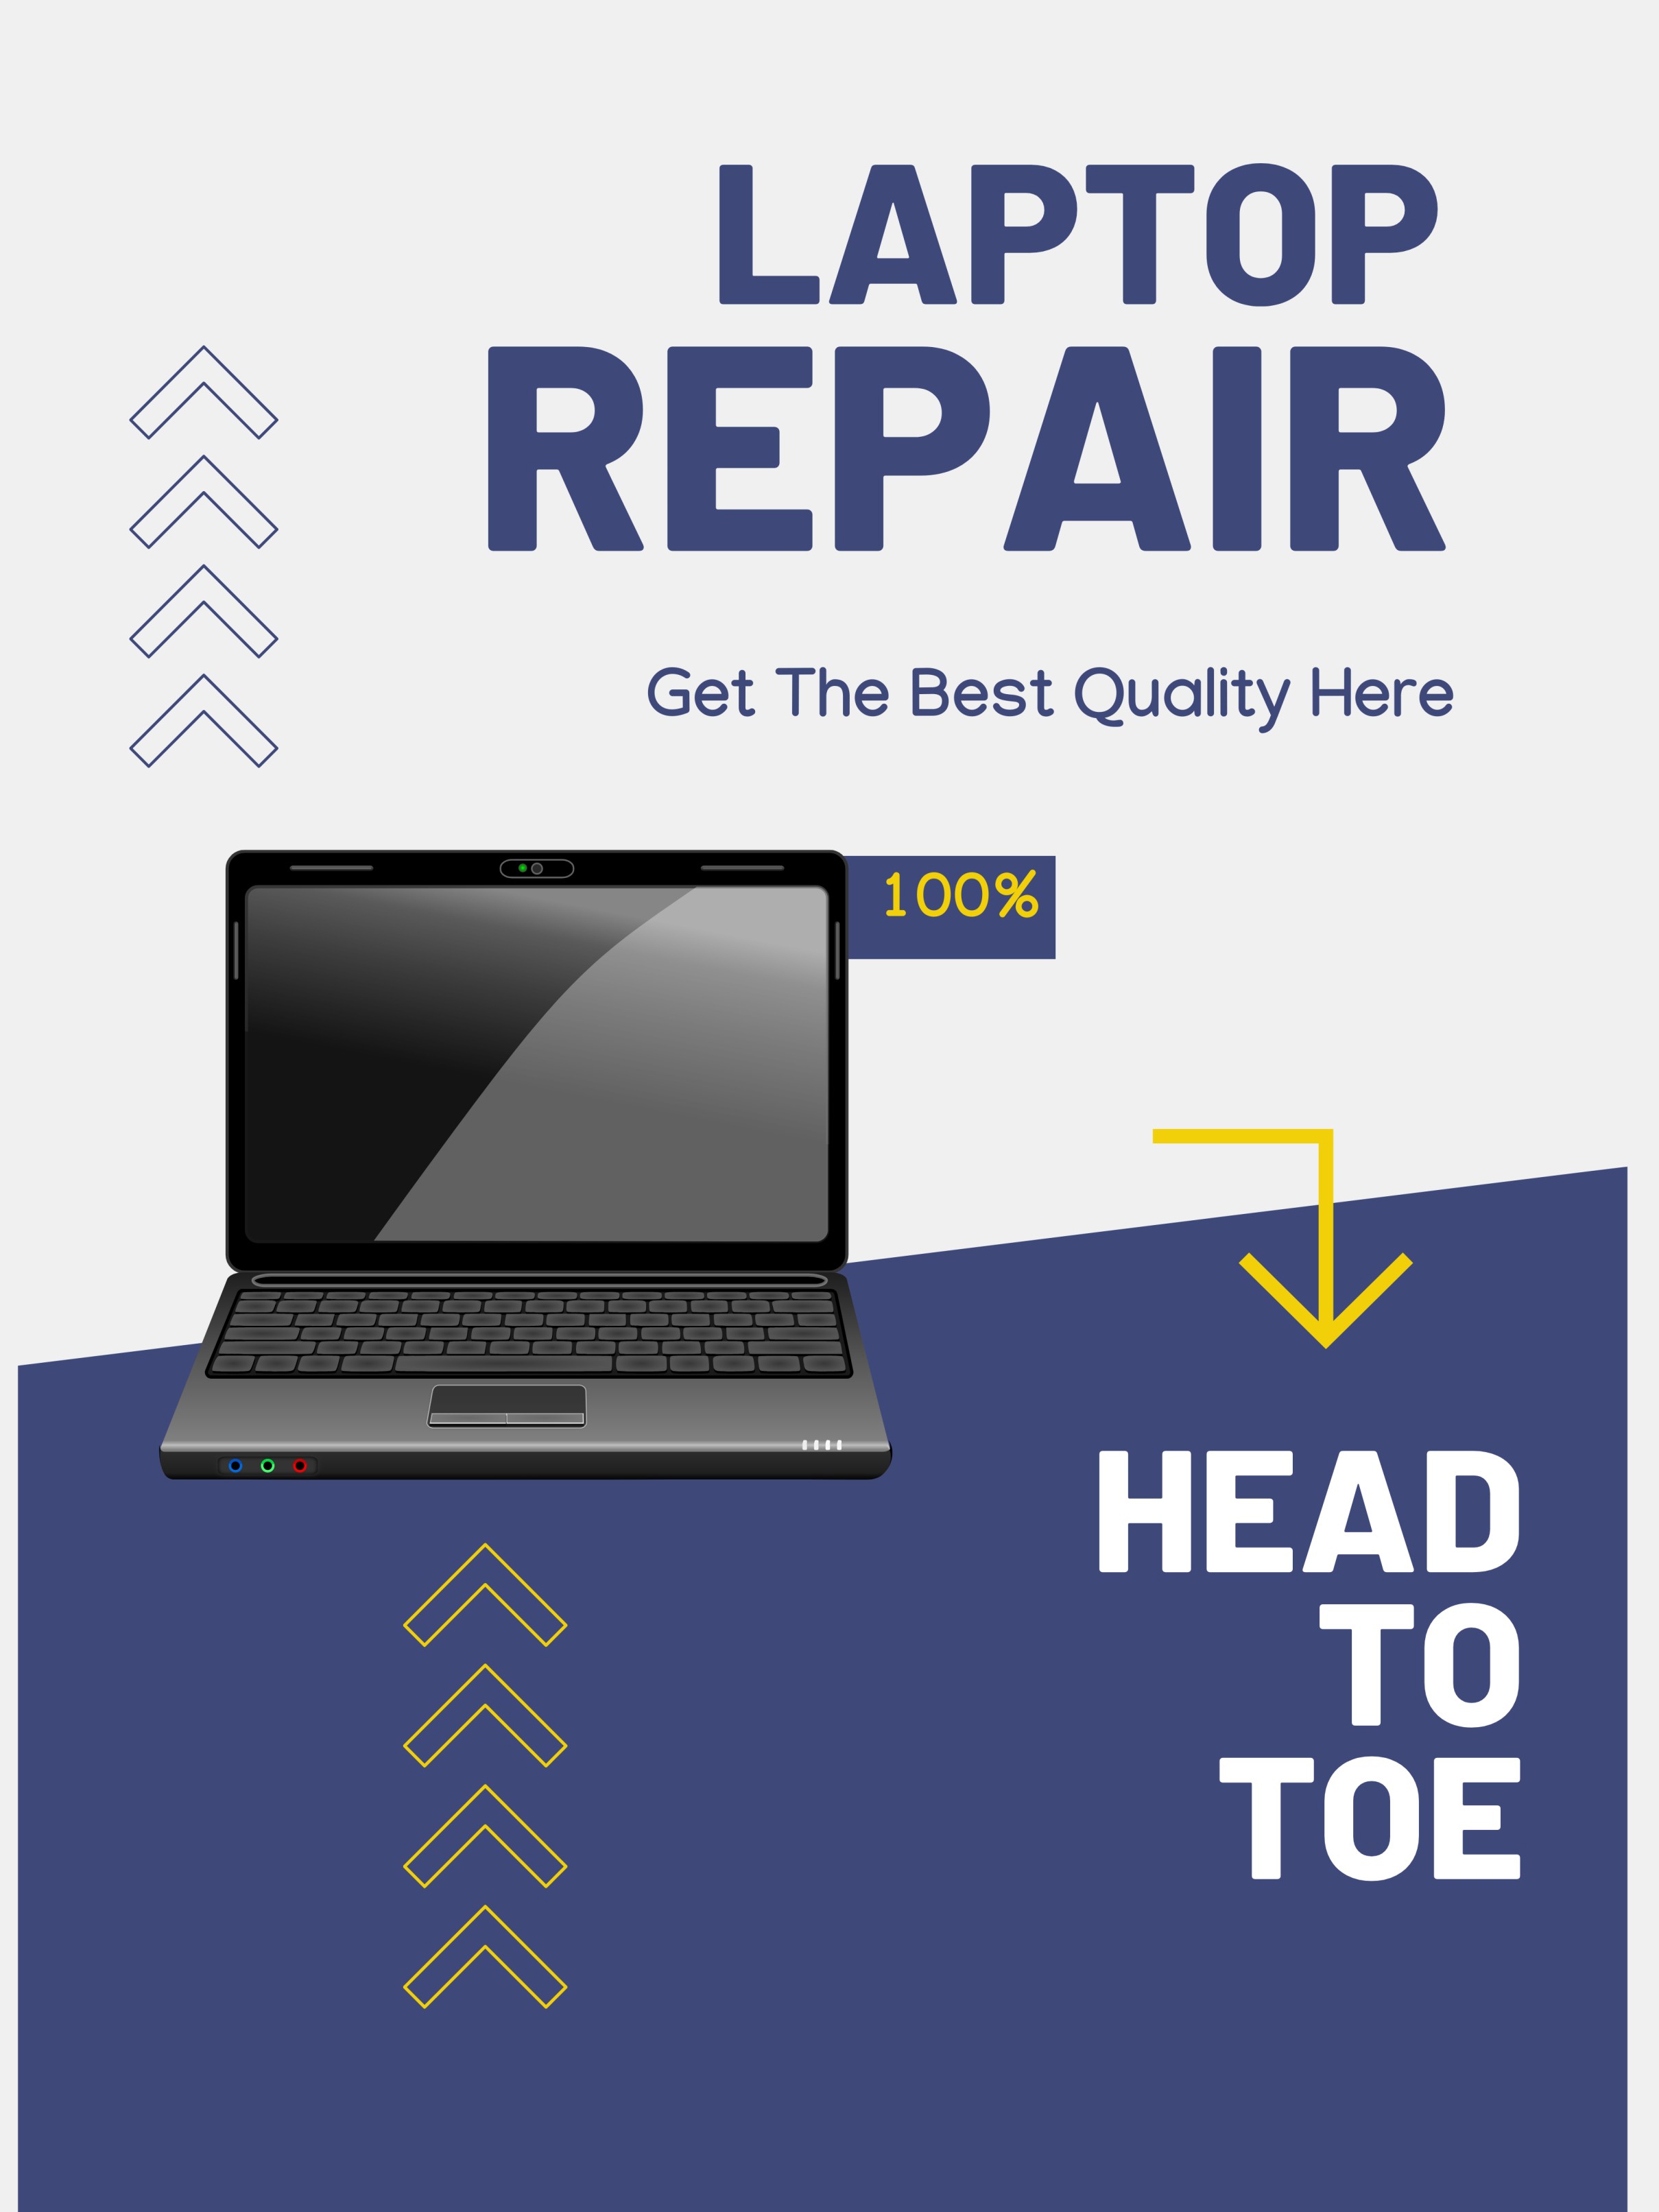 LAPTOP
REPAIR
Get The Best Quality Here
100%
HEAD
TO
TOE